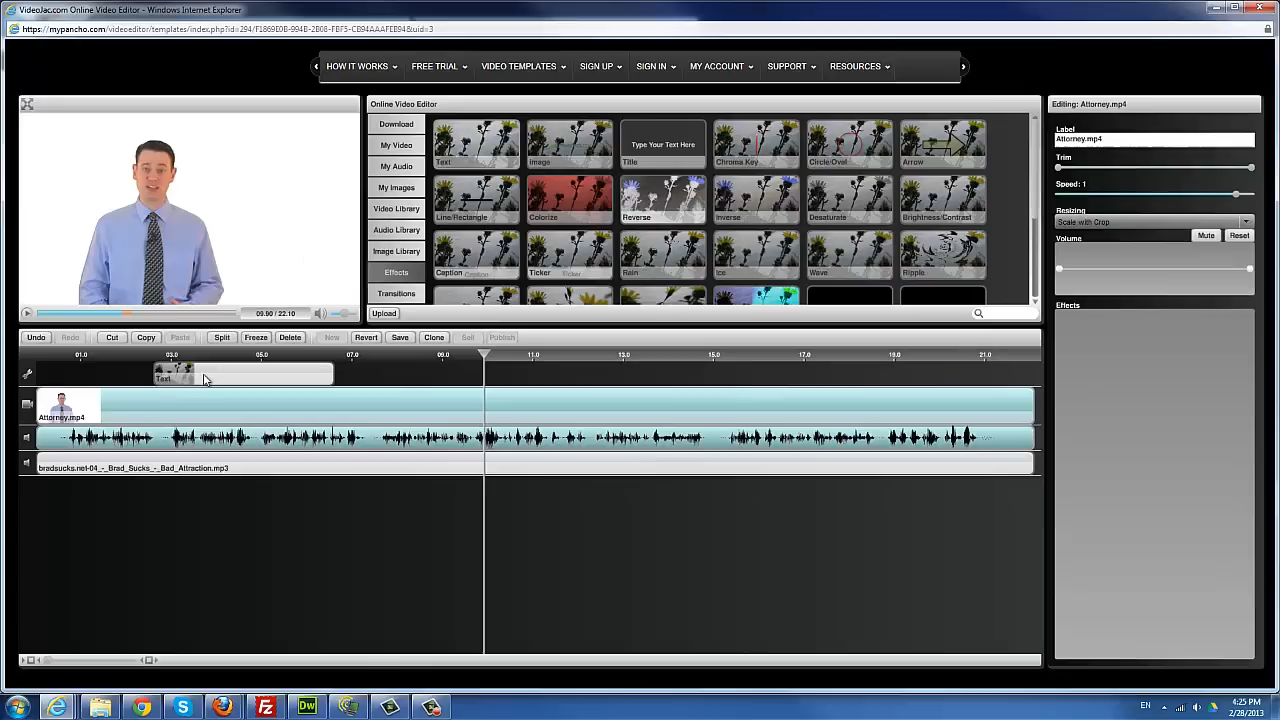 VideoJac.com Online Video Editor - Windows Internet Explorer
https://mypancho.com/videoeditor/templates/index.php?id=294/F1869E0B-994B-2B08-FBF5-CB94AAAFEB94&uid=3
HOW IT WORKS FREE TRIAL VIDEO TEMPLATES SIGN UP SIGN IN MY ACCOUNT SUPPORT RESOURCES
Online Video Editor
Editing: Attorney.mp4
Download
My Video
My Audio
My Images
Video Library
Audio Library
Image Library
Effects
Transitions
Type Your Text Here
Text Image Title Chroma Key Circle/Oval Arrow
Line/Rectangle Colorize Reverse Inverse Desaturate Brightness/Contrast
Caption Caption Ticker Ticker Rain Ice Wave Ripple
Label
Attorney.mp4
Trim
Speed: 1
Resizing
Scale with Crop
Volume
Mute Reset
Effects
09.90 / 22.10
Upload
Undo Redo Cut Copy Paste Split Freeze Delete New Revert Save Clone Sell Publish
01.0 03.0 05.0 07.0 09.0 11.0 13.0 15.0 17.0 19.0 21.0
Text
Attorney.mp4
bradsucks.net-04_-_Brad_Sucks_-_Bad_Attraction.mp3
Dw
EN
4:25 PM
2/28/2013